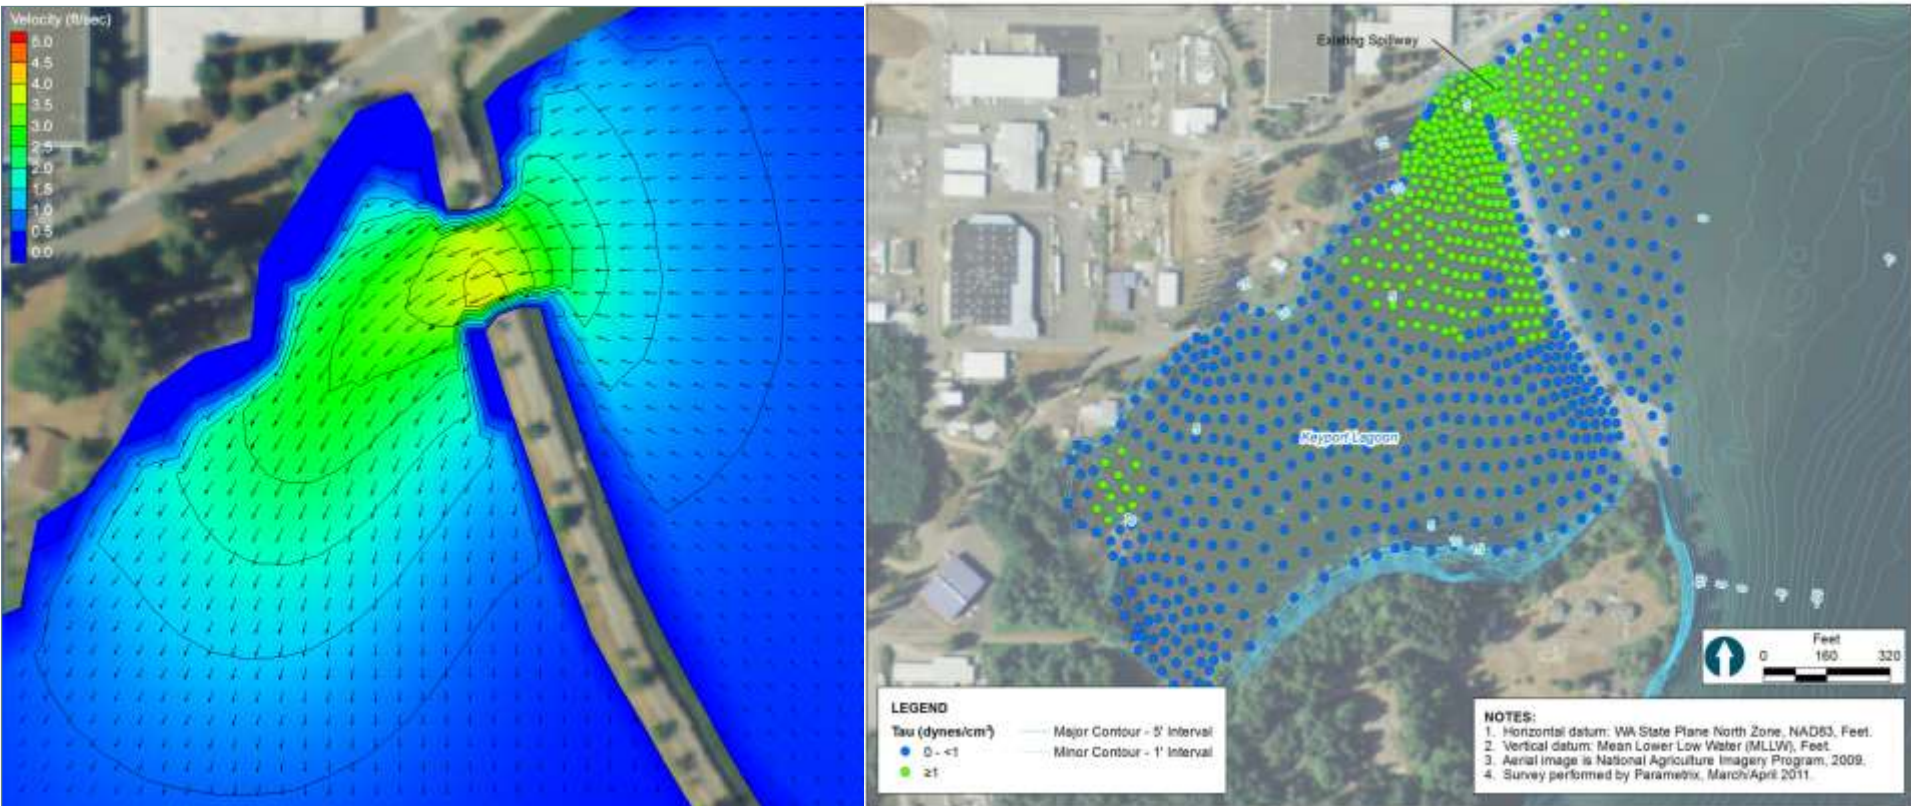 Velocity (ft/sec)
5.0
4.5
4.0
3.5
3.0
2.5
2.0
1.5
1.0
0.5
0.0
Existing Spillway
Keyport Lagoon
Feet
0 160 320
LEGEND
Tau (dynes/cm²)
0 - <1
≥1
Major Contour - 5' Interval
Minor Contour - 1' Interval
NOTES:
1. Horizontal datum: WA State Plane North Zone, NAD83, Feet.
2. Vertical datum: Mean Lower Low Water (MLLW), Feet.
3. Aerial image is National Agriculture Imagery Program, 2009.
4. Survey performed by Parametrix, March/April 2011.